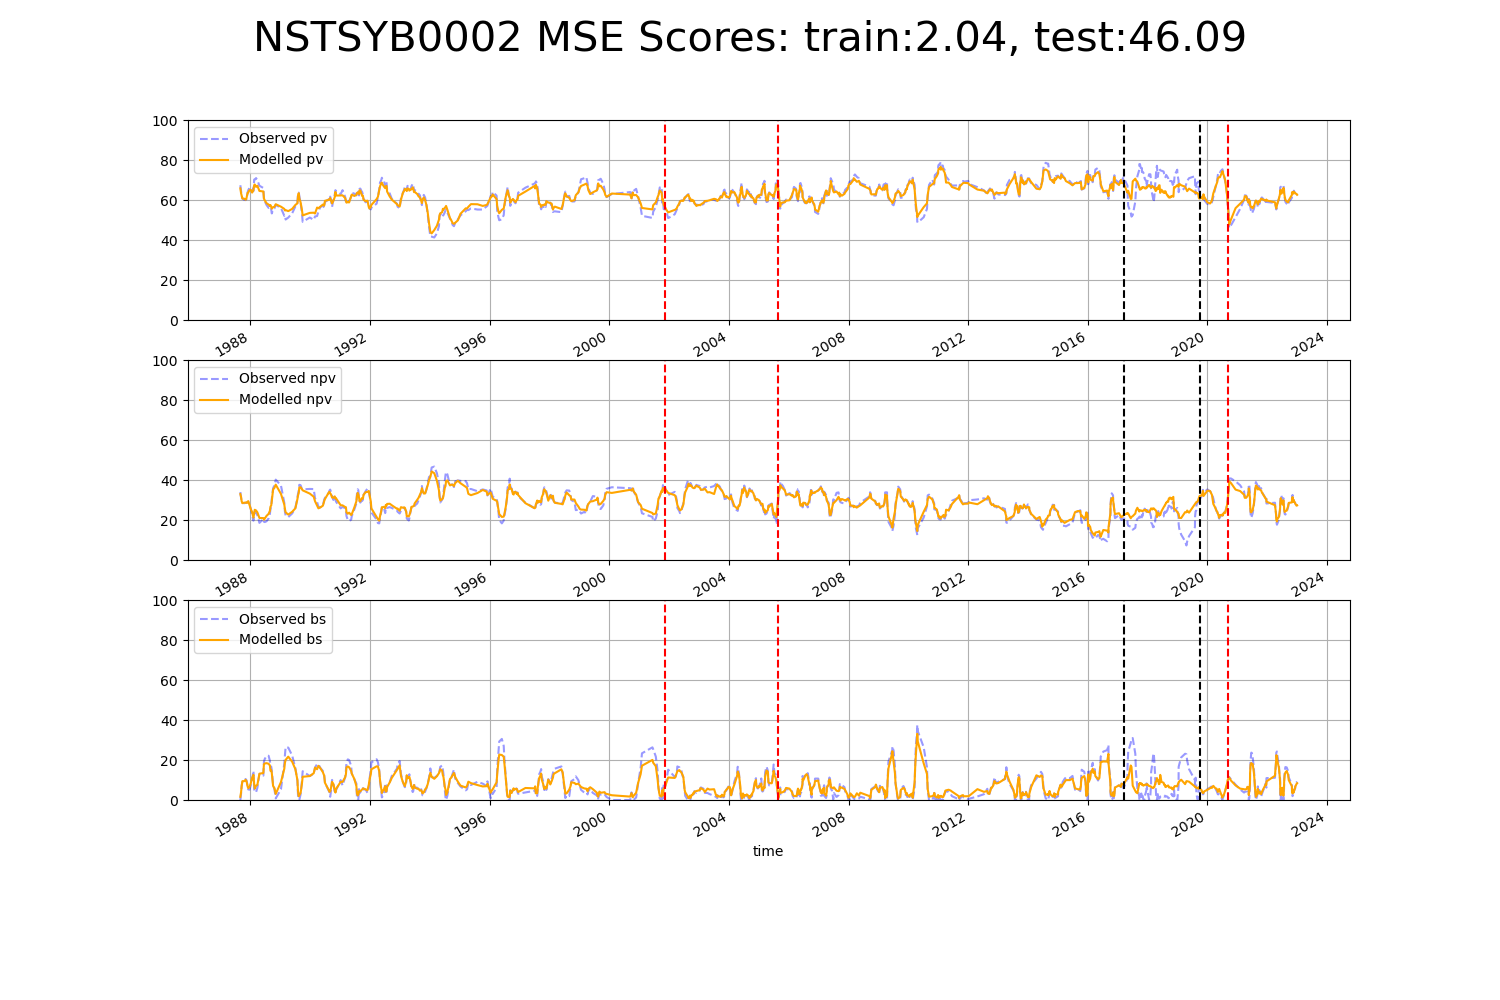 NSTSYB0002 MSE Scores: train:2.04, test:46.09
100
80
60
40
20
0
Observed pv
Modelled pv
1988 1992 1996 2000 2004 2008 2012 2016 2020 2024
100
80
60
40
20
0
Observed npv
Modelled npv
1988 1992 1996 2000 2004 2008 2012 2016 2020 2024
100
80
60
40
20
0
Observed bs
Modelled bs
1988 1992 1996 2000 2004 2008 2012 2016 2020 2024
time